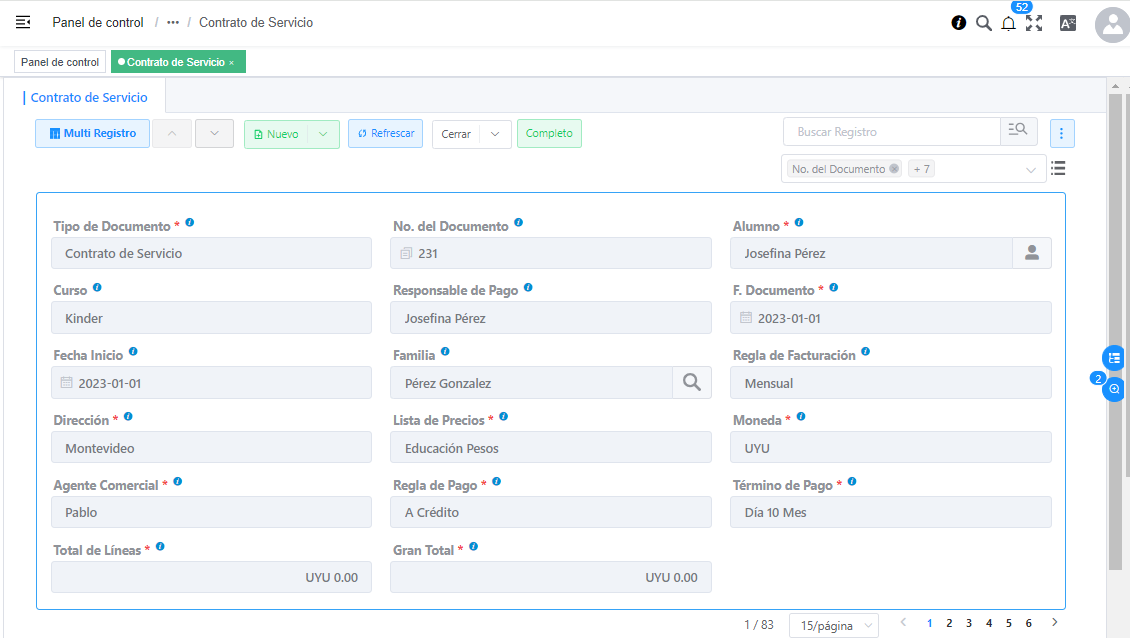 Panel de control / ••• / Contrato de Servicio
52
Panel de control
Contrato de Servicio ×
Contrato de Servicio
Multi Registro
Nuevo
Refrescar
Cerrar
Completo
Buscar Registro
No. del Documento
+ 7
Tipo de Documento *
No. del Documento
Alumno *
Contrato de Servicio
231
Josefina Pérez
Curso
Responsable de Pago
F. Documento *
Kinder
Josefina Pérez
2023-01-01
Fecha Inicio
Familia
Regla de Facturación
2023-01-01
Pérez Gonzalez
Mensual
2
Dirección *
Lista de Precios *
Moneda *
Montevideo
Educación Pesos
UYU
Agente Comercial *
Regla de Pago *
Término de Pago *
Pablo
A Crédito
Día 10 Mes
Total de Líneas *
Gran Total *
UYU 0.00
UYU 0.00
1 / 83
15/página
1 2 3 4 5 6